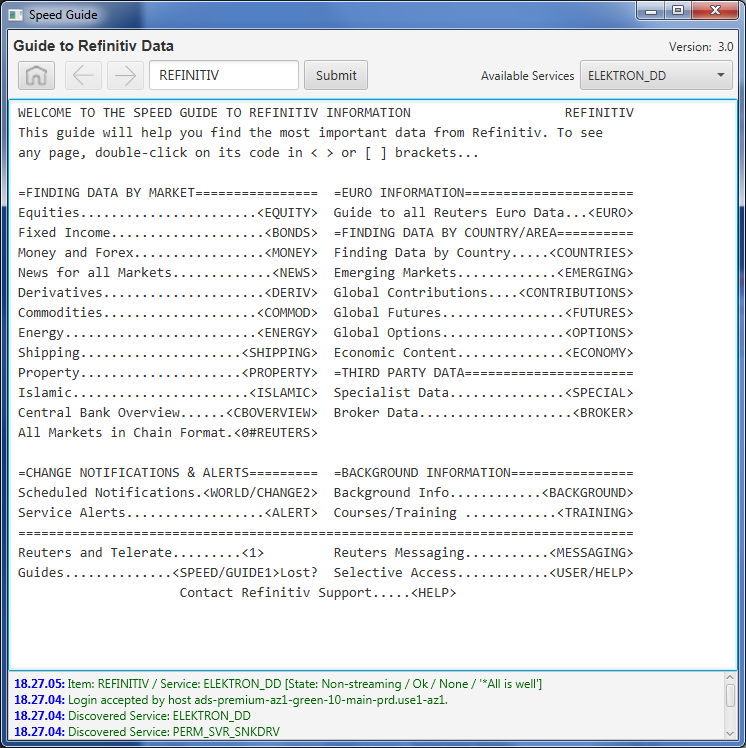 Speed Guide
Guide to Refinitiv Data
Version: 3.0
REFINITIV
Submit
Available Services
ELEKTRON_DD
WELCOME TO THE SPEED GUIDE TO REFINITIV INFORMATION                    REFINITIV
This guide will help you find the most important data from Refinitiv. To see
any page, double-click on its code in < > or [ ] brackets...
=FINDING DATA BY MARKET================  =EURO INFORMATION======================
Equities.......................<EQUITY>  Guide to all Reuters Euro Data...<EURO>
Fixed Income....................<BONDS>  =FINDING DATA BY COUNTRY/AREA==========
Money and Forex.................<MONEY>  Finding Data by Country.....<COUNTRIES>
News for all Markets.............<NEWS>  Emerging Markets.............<EMERGING>
Derivatives.....................<DERIV>  Global Contributions....<CONTRIBUTIONS>
Commodities....................<COMMOD>  Global Futures................<FUTURES>
Energy.........................<ENERGY>  Global Options................<OPTIONS>
Shipping.....................<SHIPPING>  Economic Content..............<ECONOMY>
Property.....................<PROPERTY>  =THIRD PARTY DATA======================
Islamic.......................<ISLAMIC>  Specialist Data...............<SPECIAL>
Central Bank Overview......<CBOVERVIEW>  Broker Data....................<BROKER>
All Markets in Chain Format.<0#REUTERS>
=CHANGE NOTIFICATIONS & ALERTS=========  =BACKGROUND INFORMATION================
Scheduled Notifications.<WORLD/CHANGE2>  Background Info............<BACKGROUND>
Service Alerts..................<ALERT>  Courses/Training ............<TRAINING>
================================================================================
Reuters and Telerate.........<1>         Reuters Messaging...........<MESSAGING>
Guides..............<SPEED/GUIDE1>Lost?  Selective Access............<USER/HELP>
Contact Refinitiv Support.....<HELP>
18.27.05: Item: REFINITIV / Service: ELEKTRON_DD [State: Non-streaming / Ok / None / '*All is well']
18.27.04: Login accepted by host ads-premium-az1-green-10-main-prd.use1-az1.
18.27.04: Discovered Service: ELEKTRON_DD
18.27.04: Discovered Service: PERM_SVR_SNKDRV